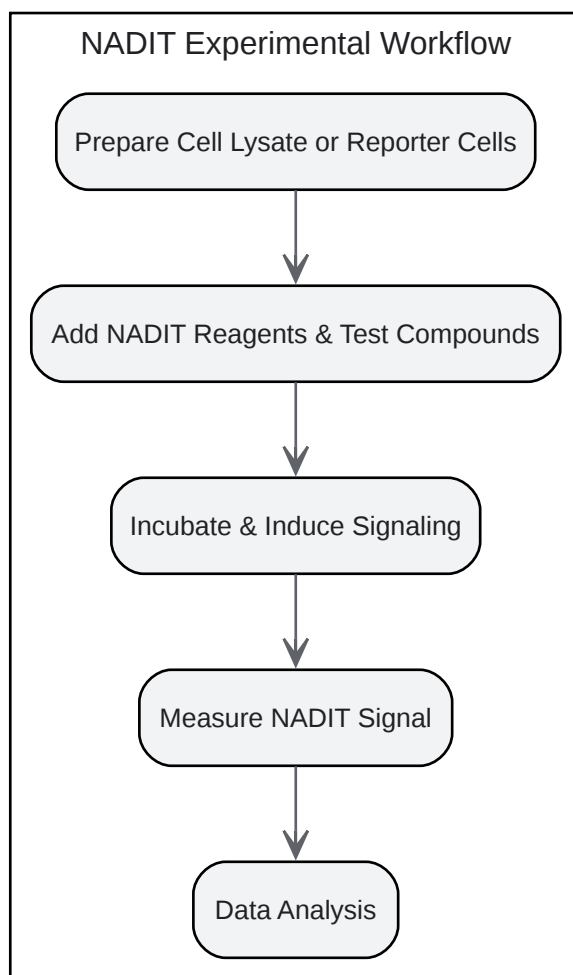 NADIT Experimental Workflow
Prepare Cell Lysate or Reporter Cells
Add NADIT Reagents & Test Compounds
Incubate & Induce Signaling
Measure NADIT Signal
Data Analysis